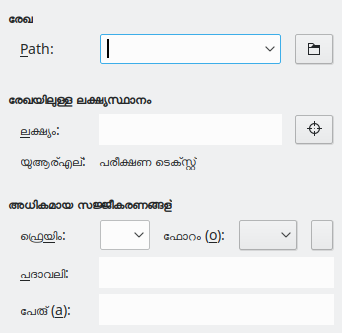 രേഖ
Path:
രേഖയിലുള്ള ലക്ഷ്യസ്ഥാനം
ലക്ഷ്യം:
യുആര്‍എല്‍: പരീക്ഷണ ടെക്സ്റ്റ്
അധികമായ സജ്ജീകരണങ്ങള്‍
ഫ്രെയിം: ഫോറം (o):
പദാവലി:
പേരു് (a):